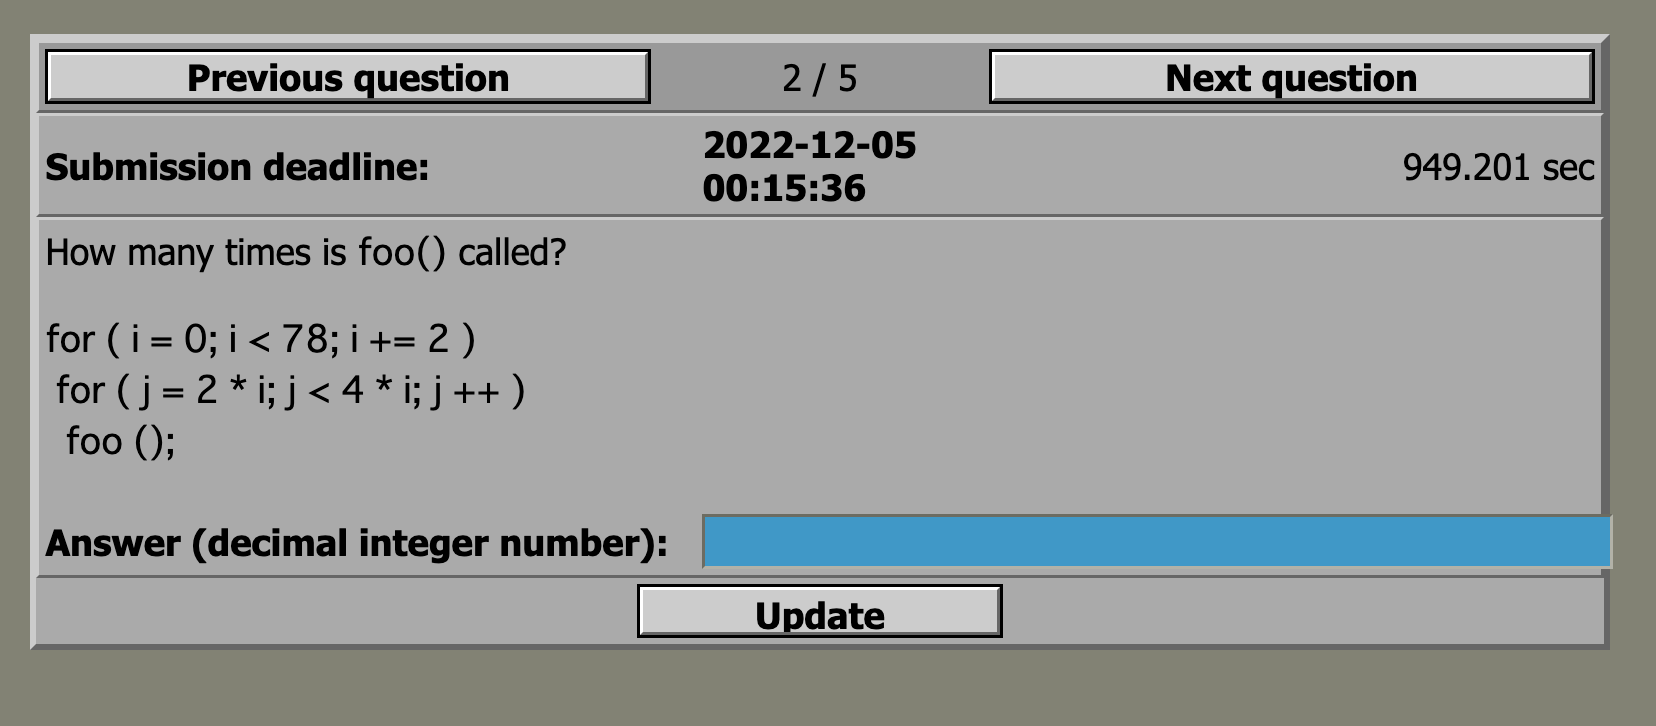 Previous question 2 / 5 Next question
Submission deadline: 2022-12-05 00:15:36 949.201 sec
How many times is foo() called?
for ( i = 0; i < 78; i += 2 )
for ( j = 2 * i; j < 4 * i; j ++ )
foo ();
Answer (decimal integer number):
Update